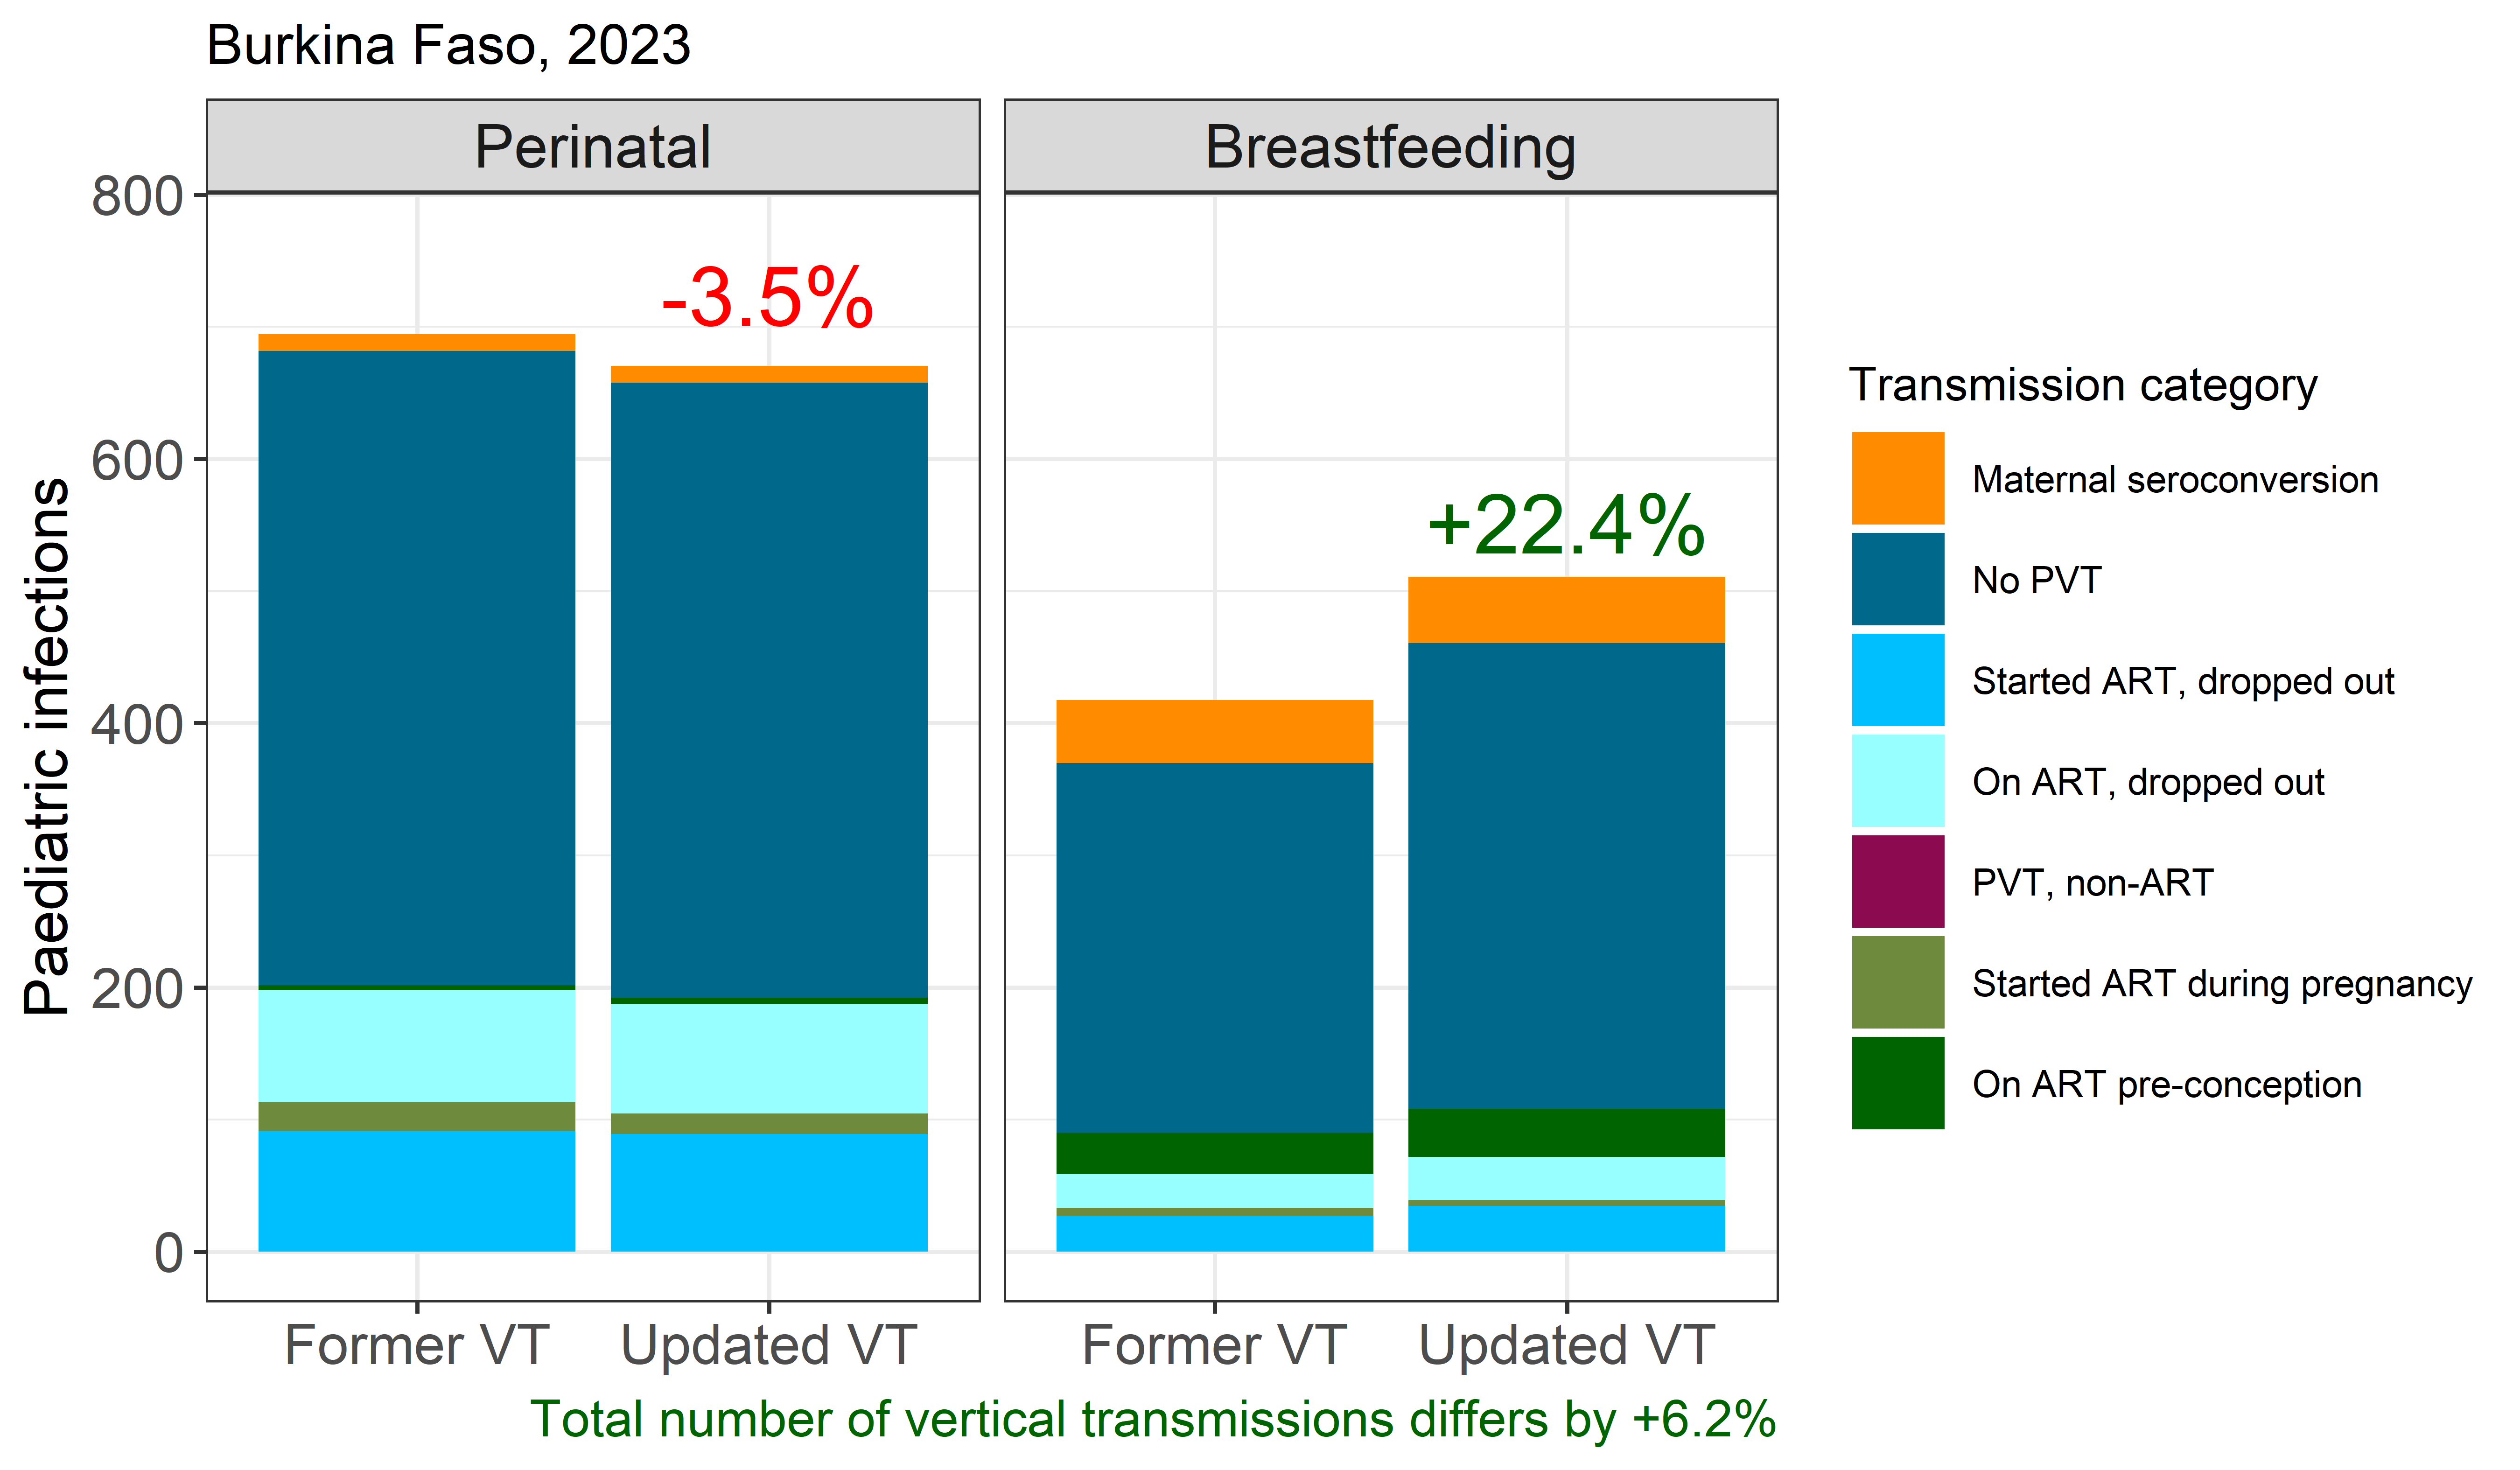 Burkina Faso, 2023
Perinatal
Breastfeeding
Paediatric infections
800
600
400
200
0
-3.5%
+22.4%
Former VT
Updated VT
Former VT
Updated VT
Total number of vertical transmissions differs by +6.2%
Transmission category
Maternal seroconversion
No PVT
Started ART, dropped out
On ART, dropped out
PVT, non-ART
Started ART during pregnancy
On ART pre-conception